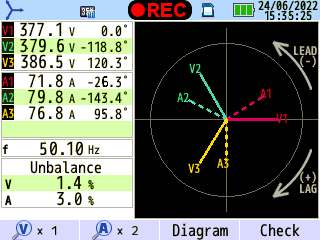 REC
24/06/2022
15:35:25
V1 377.1 V 0.0°
V2 379.6 V -118.8°
V3 386.5 V 120.3°
A1 71.8 A -26.3°
A2 79.8 A -143.4°
A3 76.8 A 95.8°
f 50.10 Hz
Unbalance
V 1.4 %
A 3.0 %
LEAD
(-)
V2
A2
A1
V1
V3
A3
(+)
LAG
V x 1
A x 2
Diagram
Check